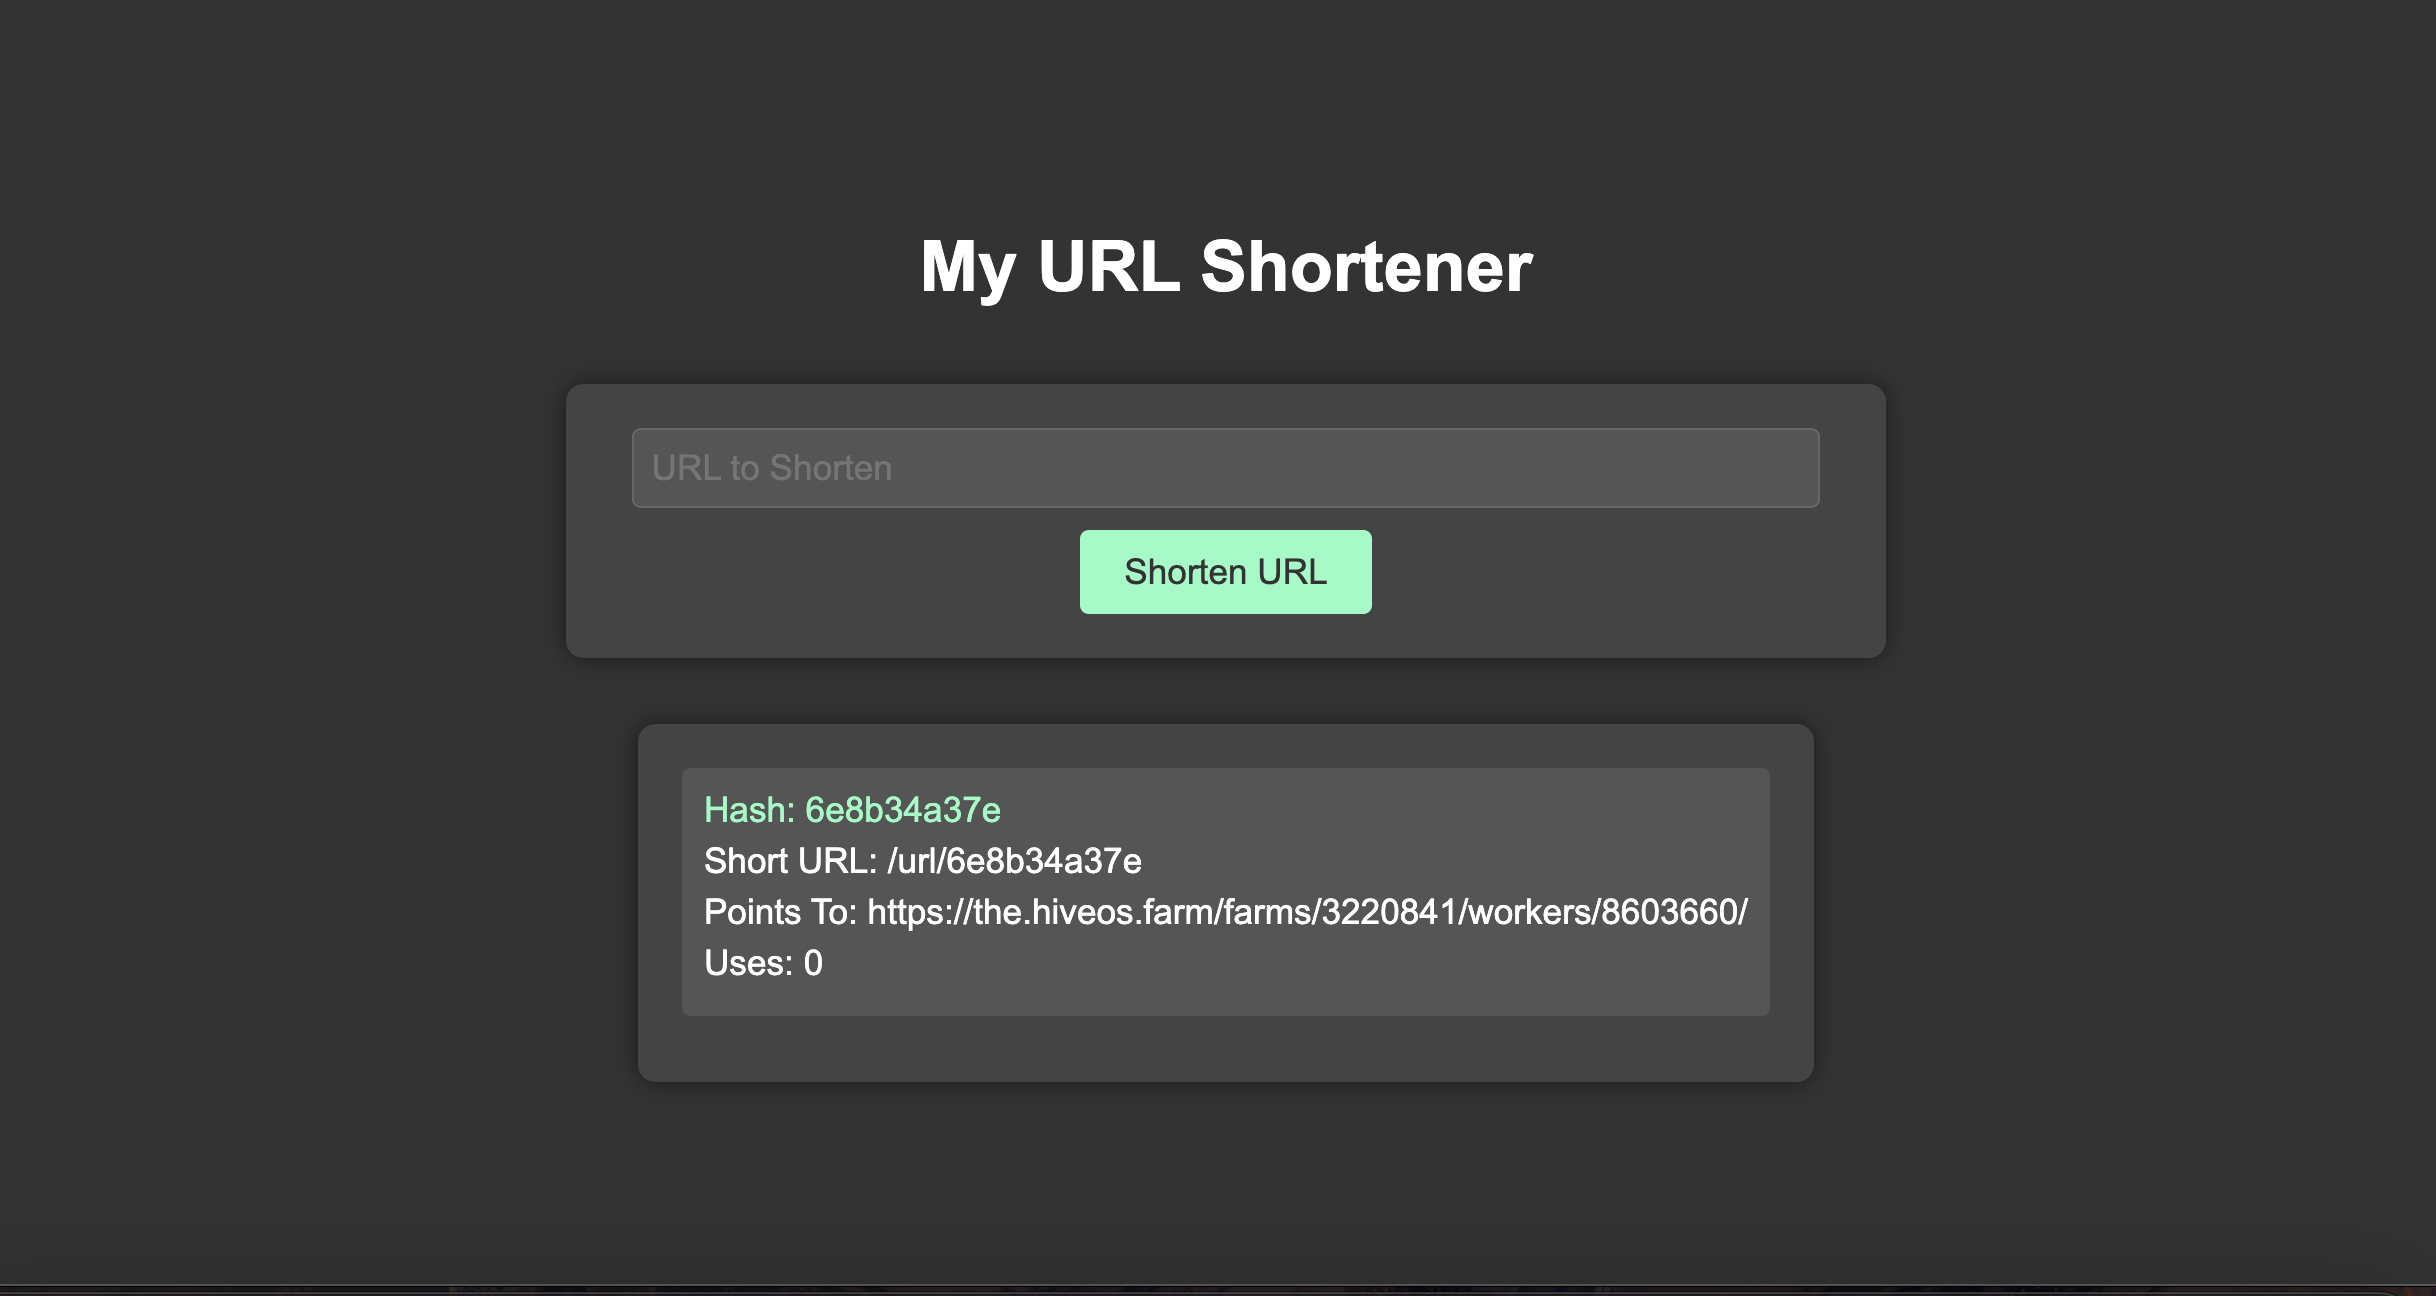 My URL Shortener
URL to Shorten
Shorten URL
Hash: 6e8b34a37e
Short URL: /url/6e8b34a37e
Points To: https://the.hiveos.farm/farms/3220841/workers/8603660/
Uses: 0